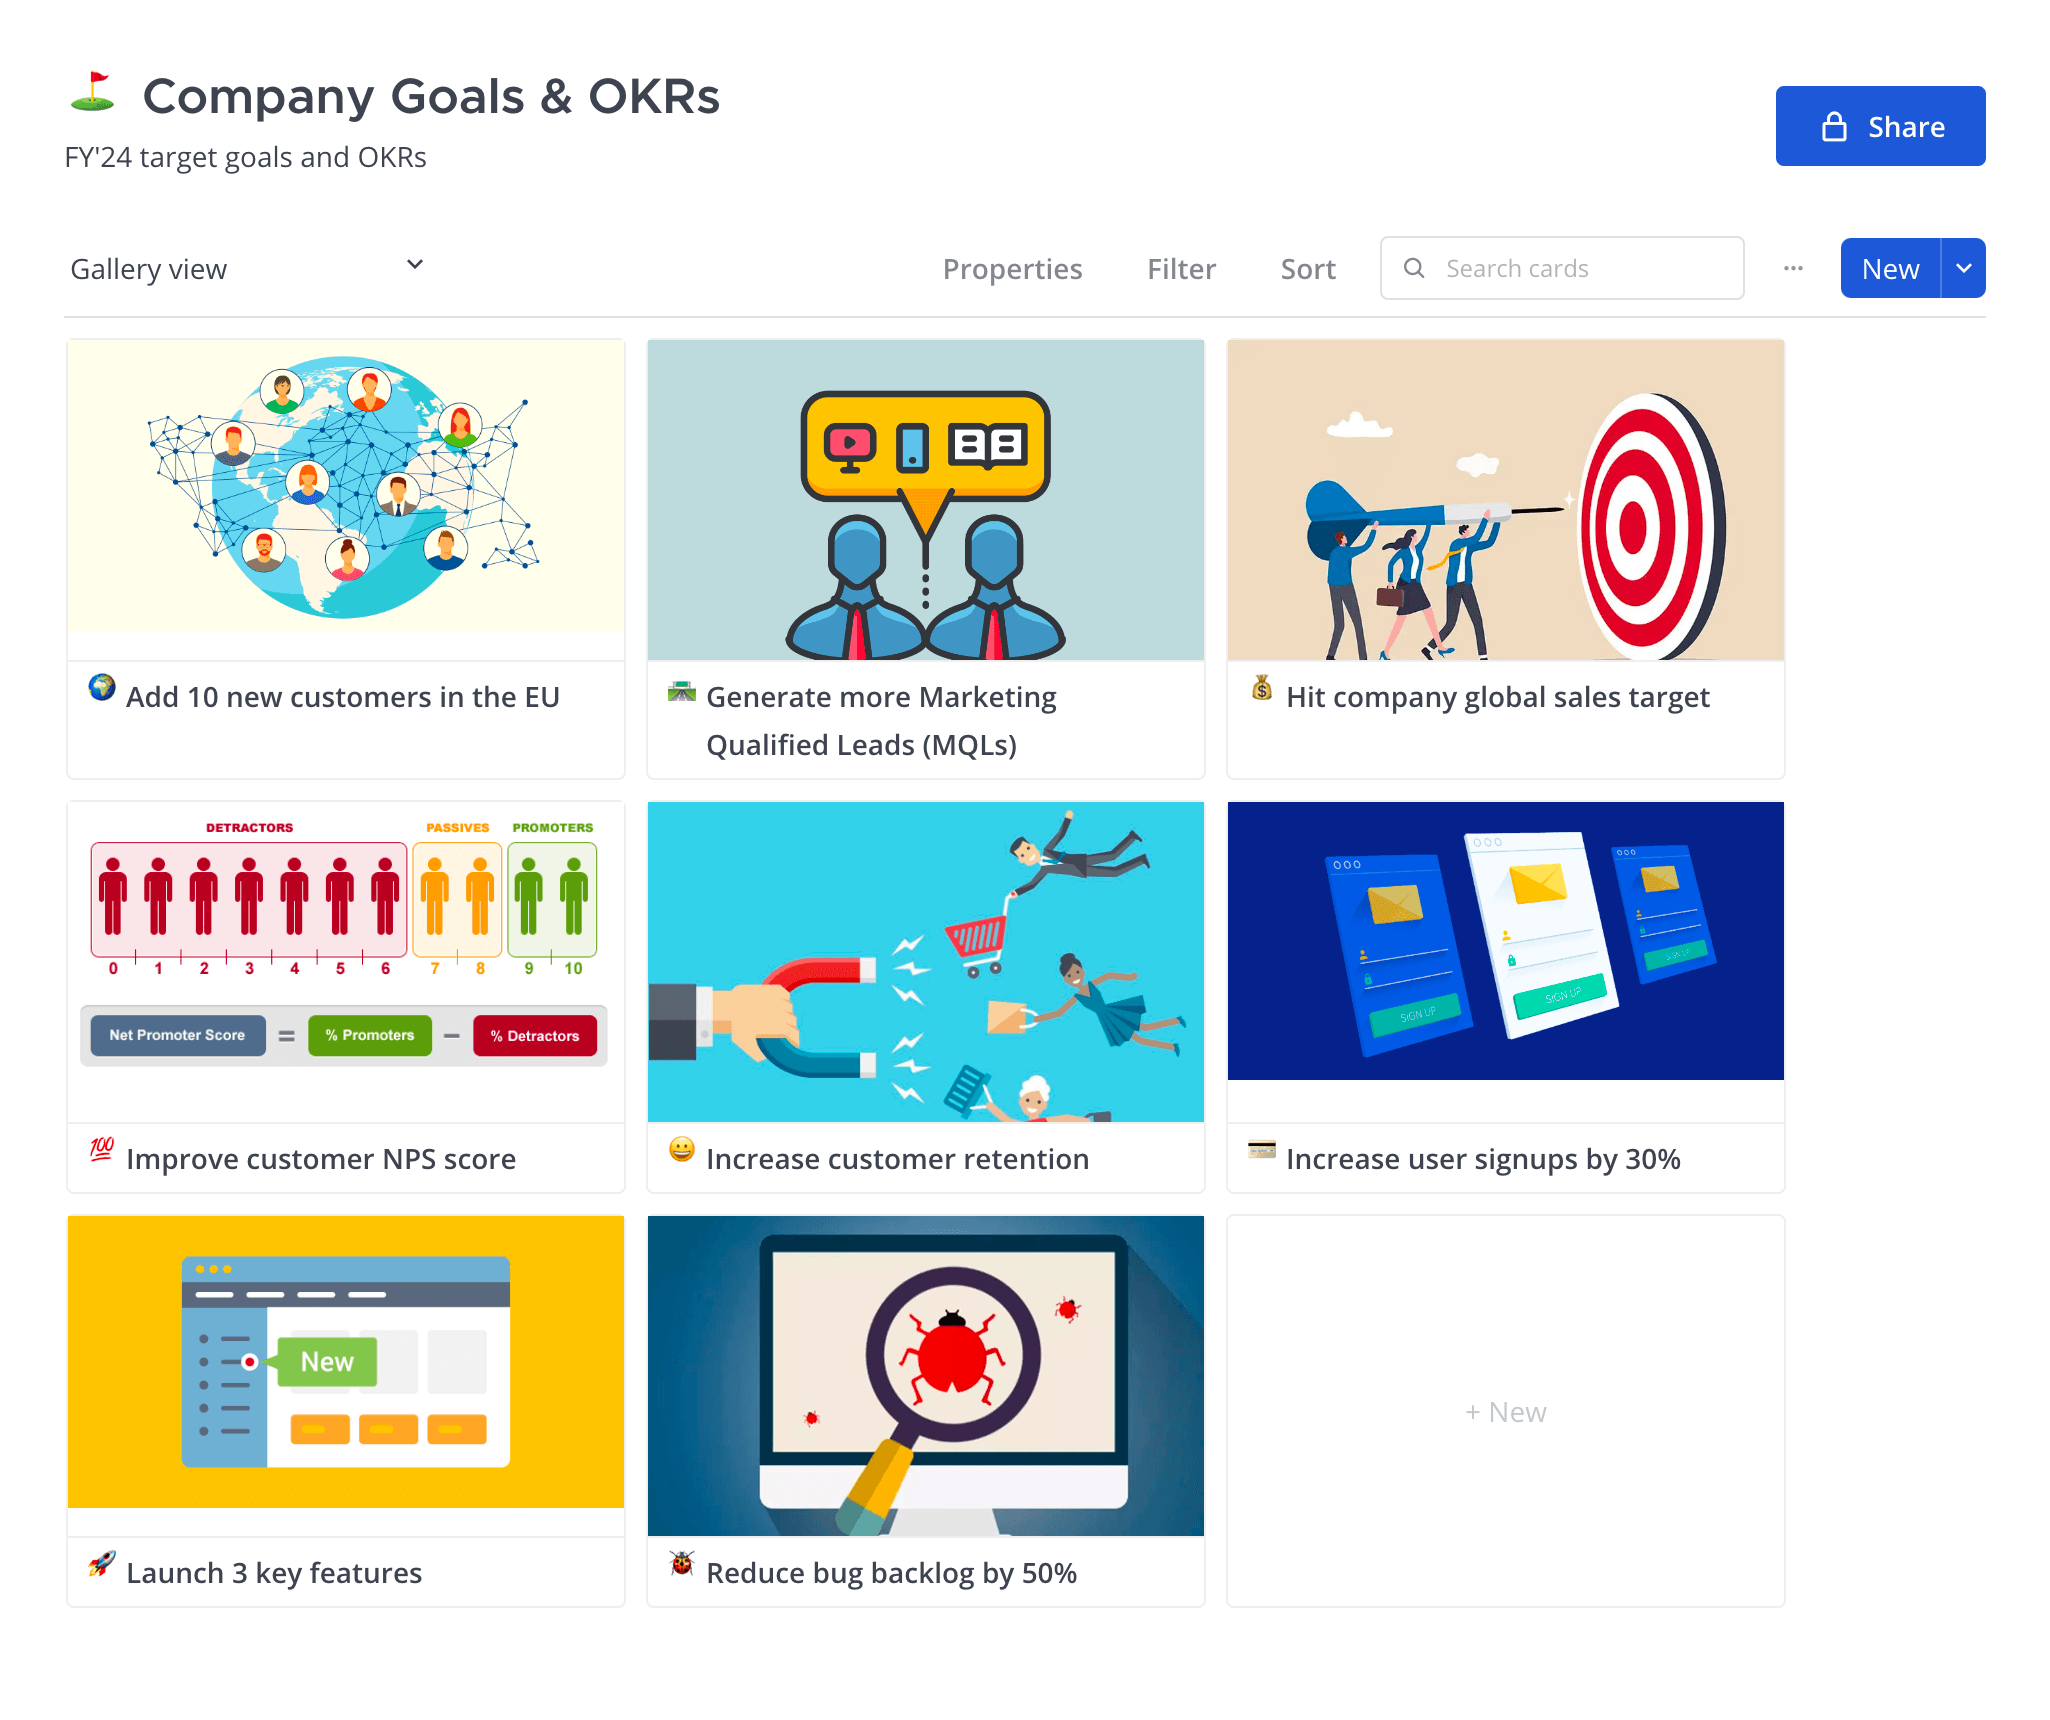 Company Goals & OKRs
FY'24 target goals and OKRs
Share
Gallery view
Properties
Filter
Sort
Search cards
New
Add 10 new customers in the EU
Generate more Marketing
Qualified Leads (MQLs)
Hit company global sales target
DETRACTORS PASSIVES PROMOTERS
0 1 2 3 4 5 6 7 8 9 10
Net Promoter Score = % Promoters – % Detractors
100
Improve customer NPS score
Increase customer retention
SIGN UP
SIGN UP
SIGN UP
Increase user signups by 30%
New
Launch 3 key features
Reduce bug backlog by 50%
+ New